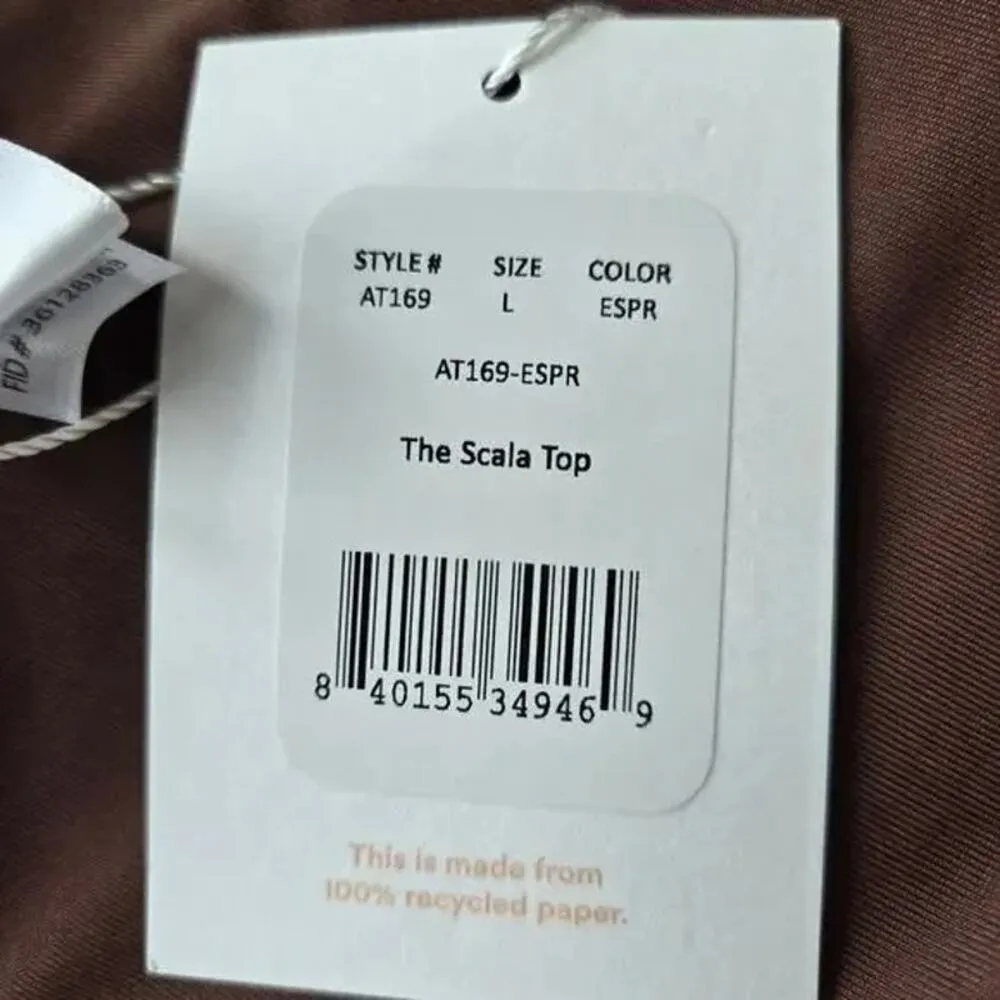 STYLE # SIZE COLOR
AT169 L ESPR
AT169-ESPR
The Scala Top
8 40155 34946 9
This is made from
100% recycled paper.
FID # 36128363